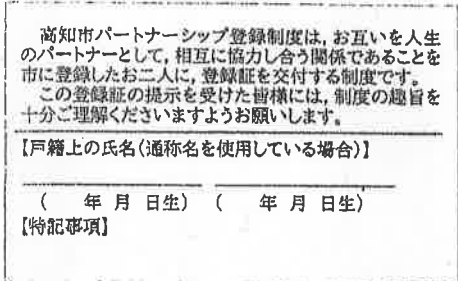 高知市パートナーシップ登録制度は，お互いを人生
のパートナーとして，相互に協力し合う関係であることを
市に登録したお二人に，登録証を交付する制度です。
この登録証の提示を受けた皆様には，制度の趣旨を
十分ご理解くださいますようお願いします。
【戸籍上の氏名(通称名を使用している場合)】
(　　年 月 日生)　(　　年 月 日生)
【特記事項】